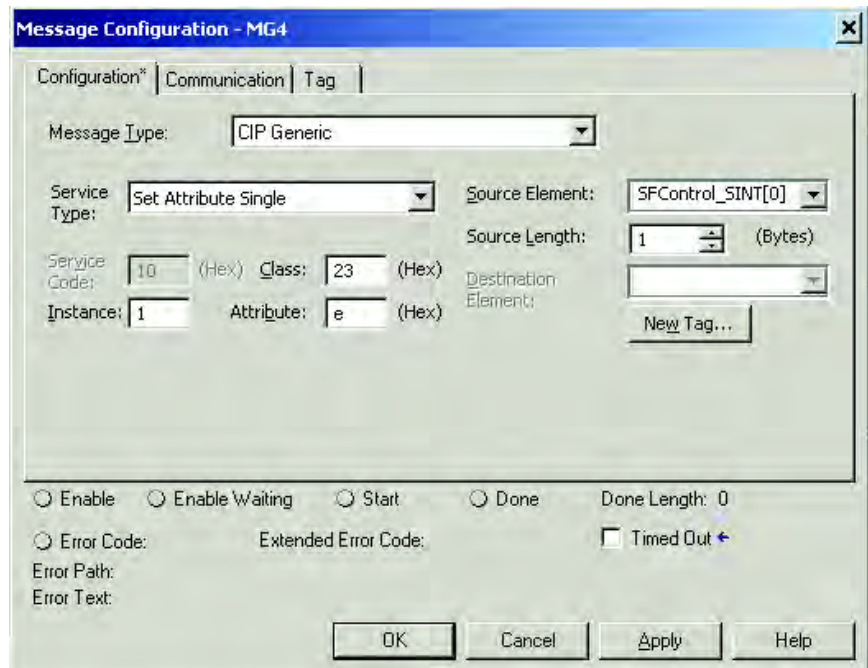 Message Configuration - MG4
Configuration* Communication Tag
Message Type: CIP Generic
Service Type: Set Attribute Single
Source Element: SFControl_SINT[0]
Source Length: 1 (Bytes)
Service Code: 10 (Hex) Class: 23 (Hex)
Destination Element:
Instance: 1 Attribute: e (Hex)
New Tag...
Enable Enable Waiting Start Done Done Length: 0
Error Code: Extended Error Code: Timed Out ←
Error Path:
Error Text:
OK Cancel Apply Help